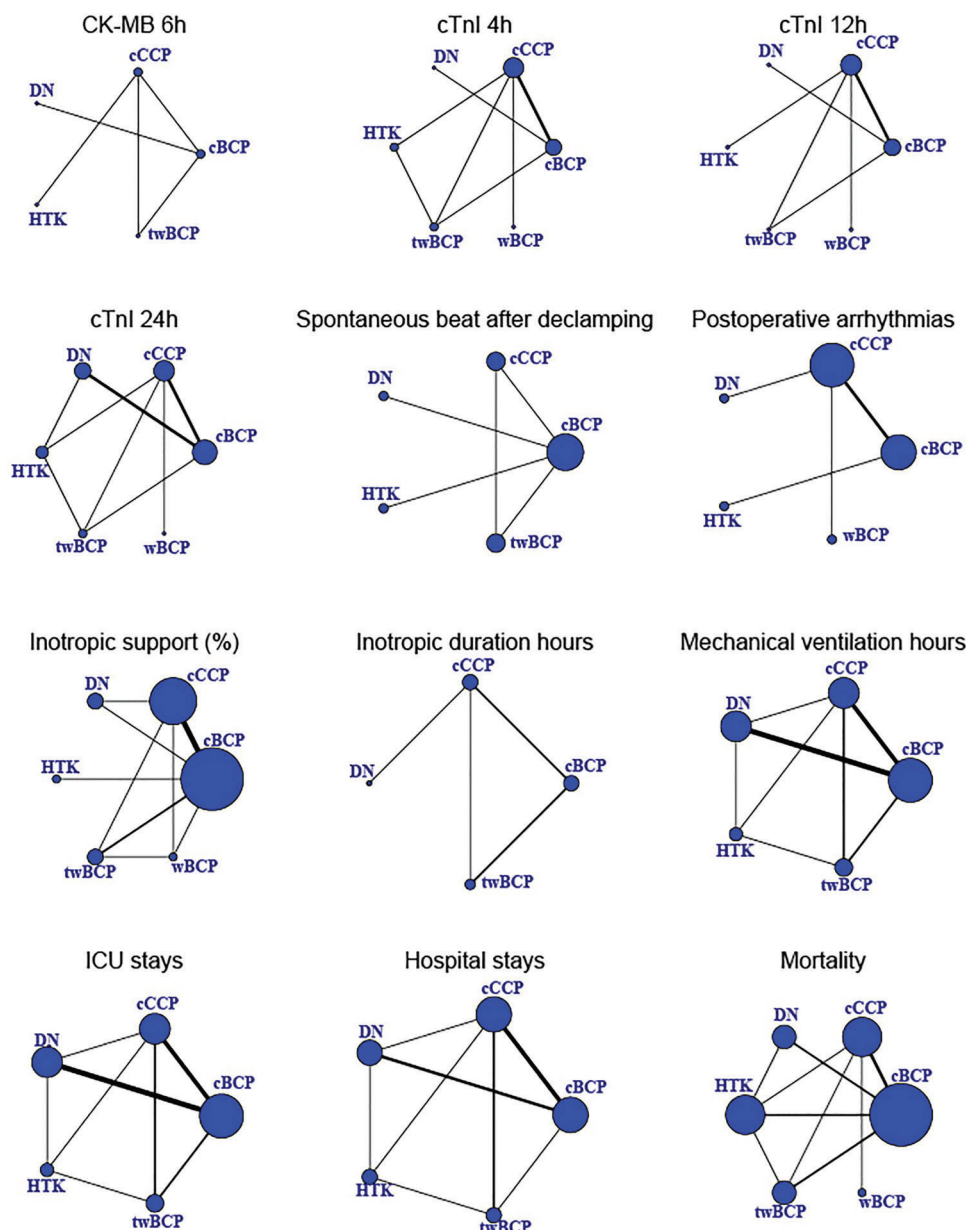 CK-MB 6h
cCCP
DN
cBCP
HTK
twBCP
cTnI 4h
cCCP
DN
HTK
cBCP
twBCP
wBCP
cTnI 12h
cCCP
DN
HTK
cBCP
twBCP
wBCP
cTnI 24h
DN
cCCP
cBCP
HTK
twBCP
wBCP
Spontaneous beat after declamping
cCCP
DN
cBCP
HTK
twBCP
Postoperative arrhythmias
cCCP
DN
cBCP
HTK
wBCP
Inotropic support (%)
cCCP
DN
cBCP
HTK
twBCP
wBCP
Inotropic duration hours
cCCP
DN
cBCP
twBCP
Mechanical ventilation hours
cCCP
DN
cBCP
HTK
twBCP
ICU stays
cCCP
DN
cBCP
HTK
twBCP
Hospital stays
cCCP
DN
cBCP
HTK
twBCP
Mortality
DN
cCCP
HTK
cBCP
twBCP
wBCP